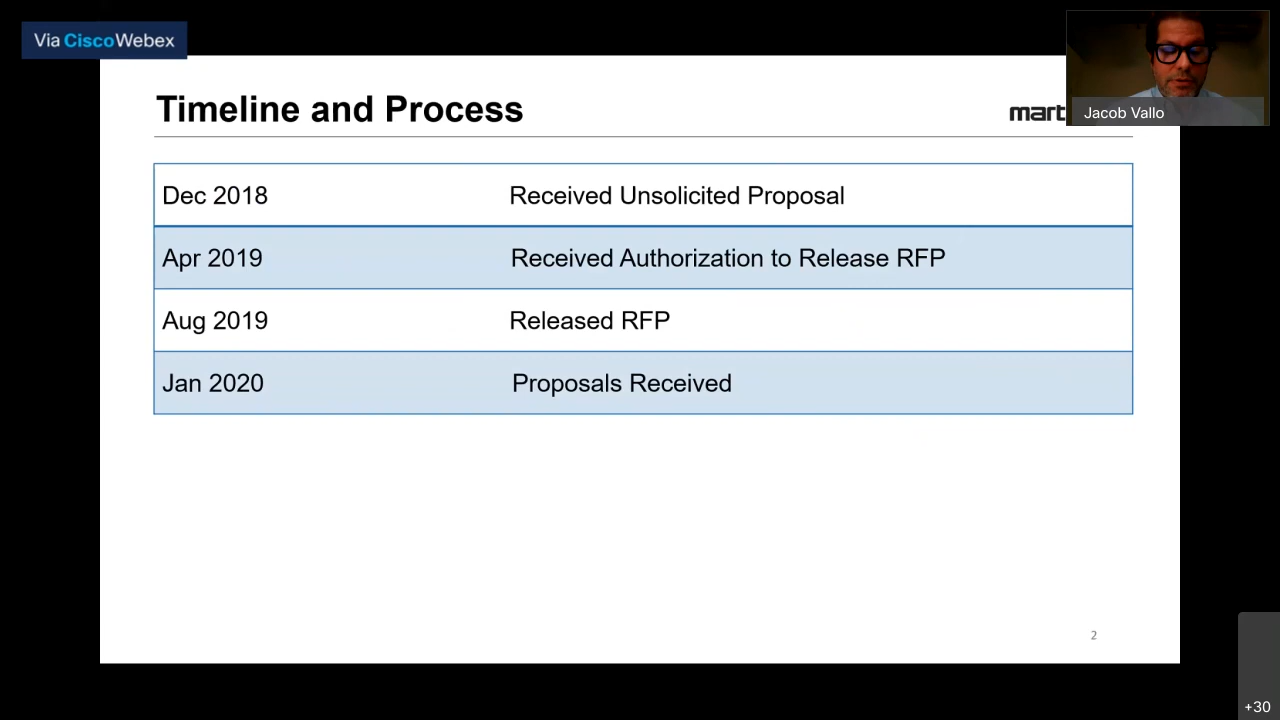 Via CiscoWebex
Timeline and Process
mart
Jacob Vallo
Dec 2018 Received Unsolicited Proposal
Apr 2019 Received Authorization to Release RFP
Aug 2019 Released RFP
Jan 2020 Proposals Received
2
+30